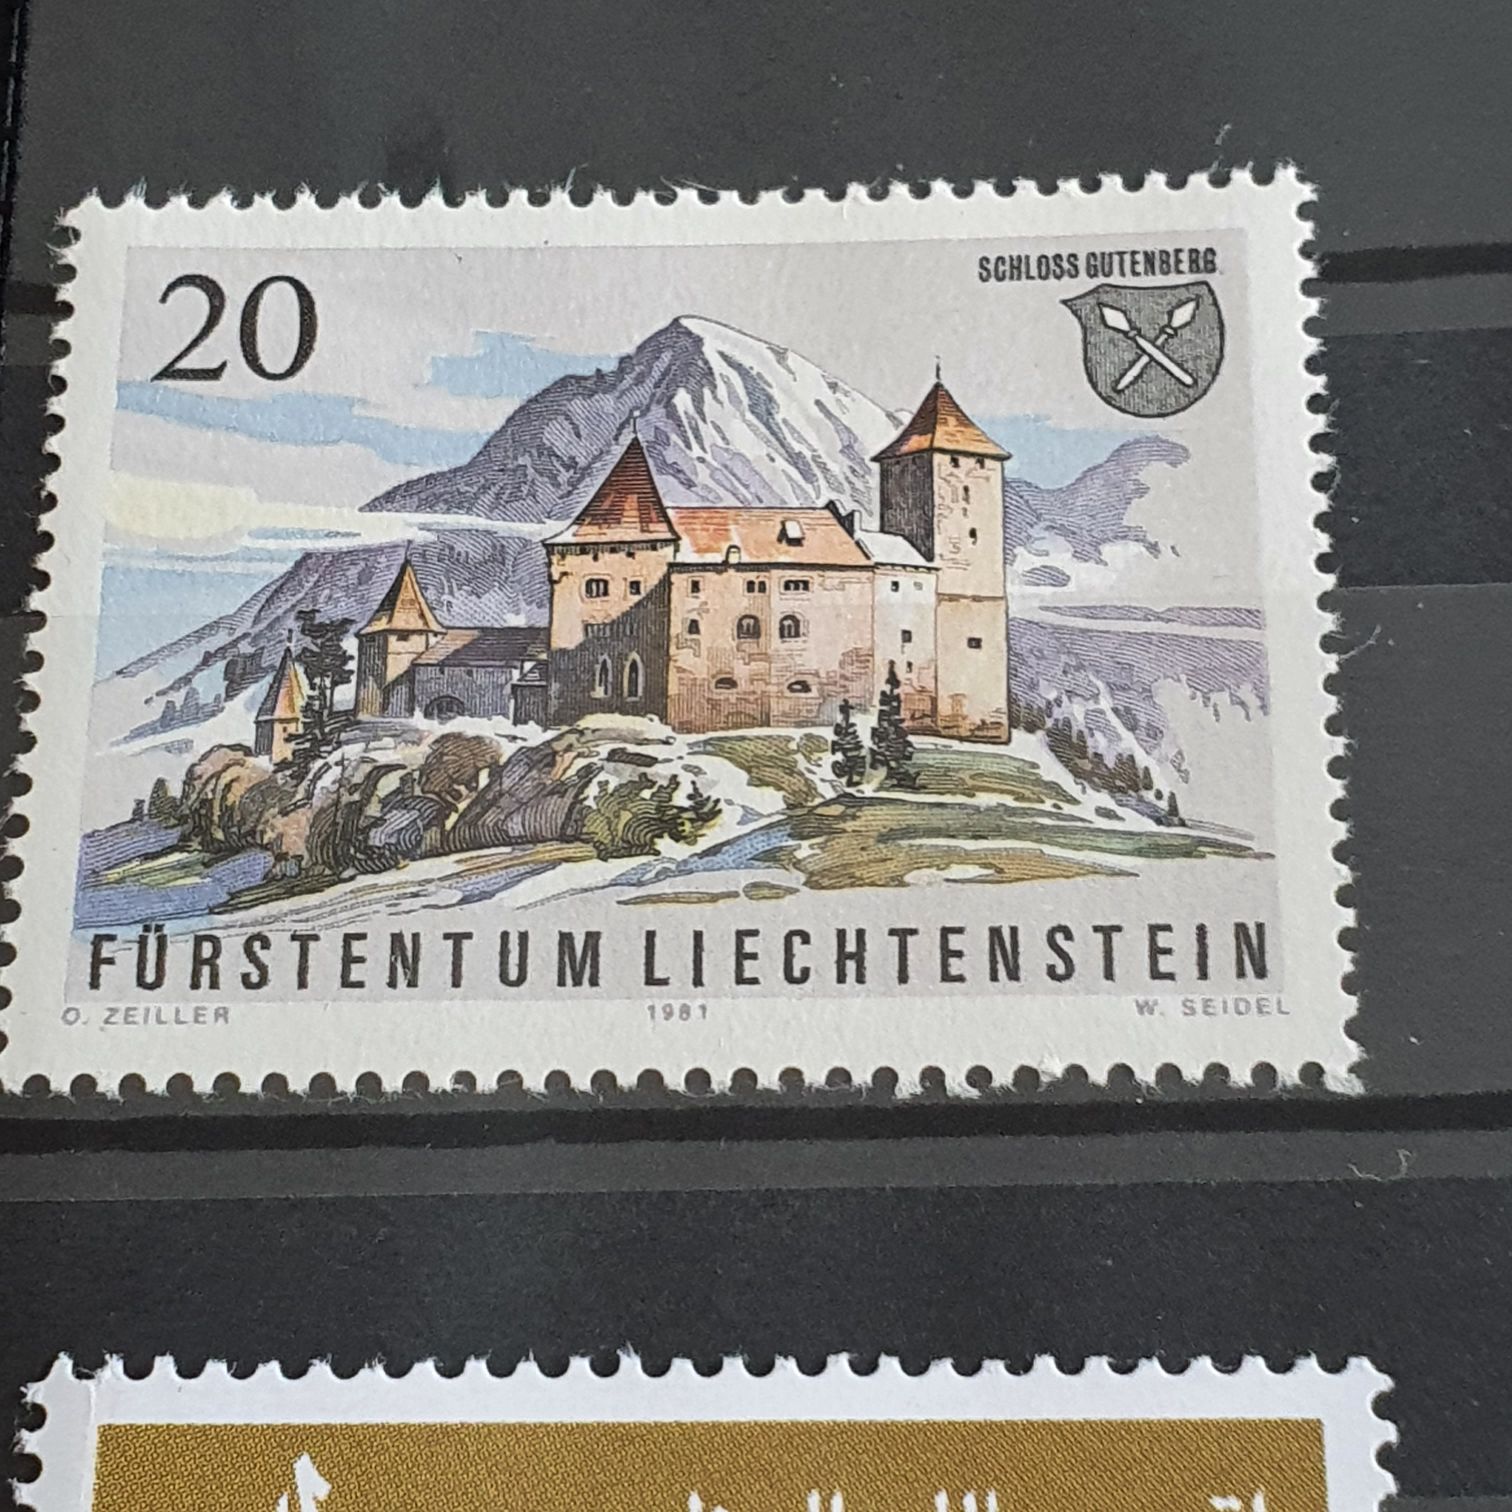 20
SCHLOSS GUTENBERG
FÜRSTENTUM LIECHTENSTEIN
O. ZEILLER 1981 W. SEIDEL